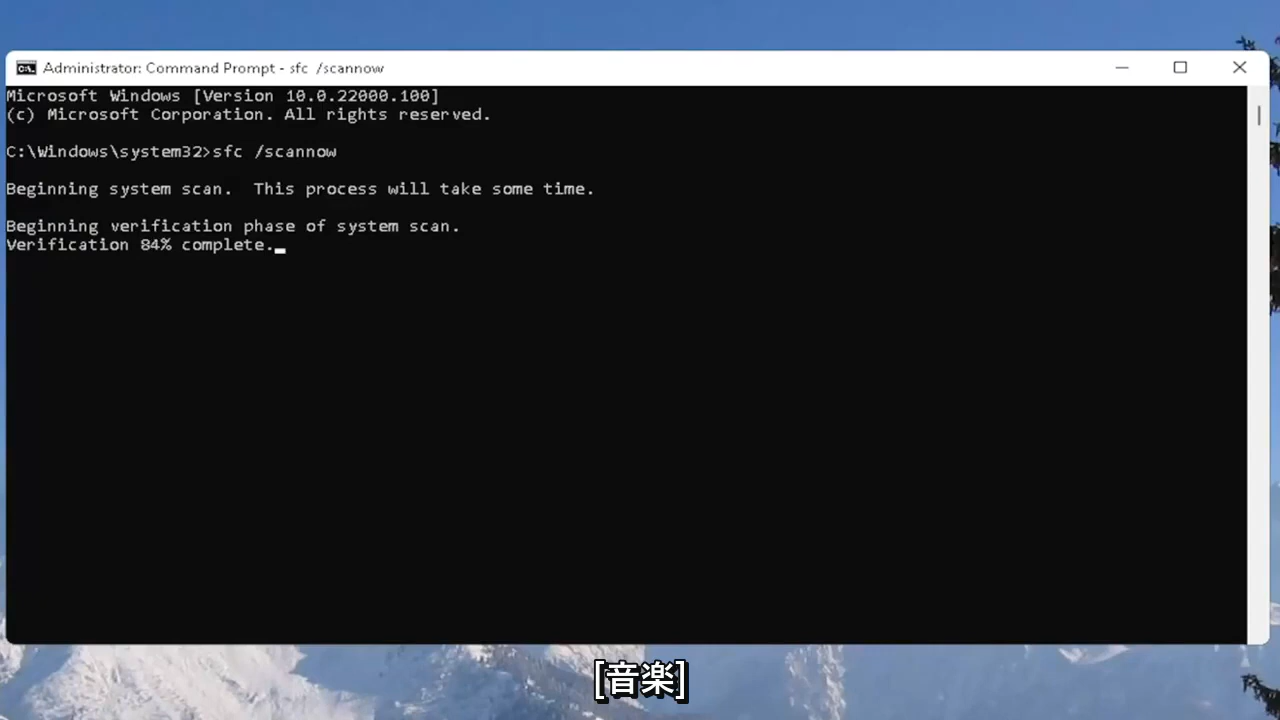 Administrator: Command Prompt - sfc /scannow
Microsoft Windows [Version 10.0.22000.100]
(c) Microsoft Corporation. All rights reserved.
C:\Windows\system32>sfc /scannow
Beginning system scan. This process will take some time.
Beginning verification phase of system scan.
Verification 84% complete.
[音楽]